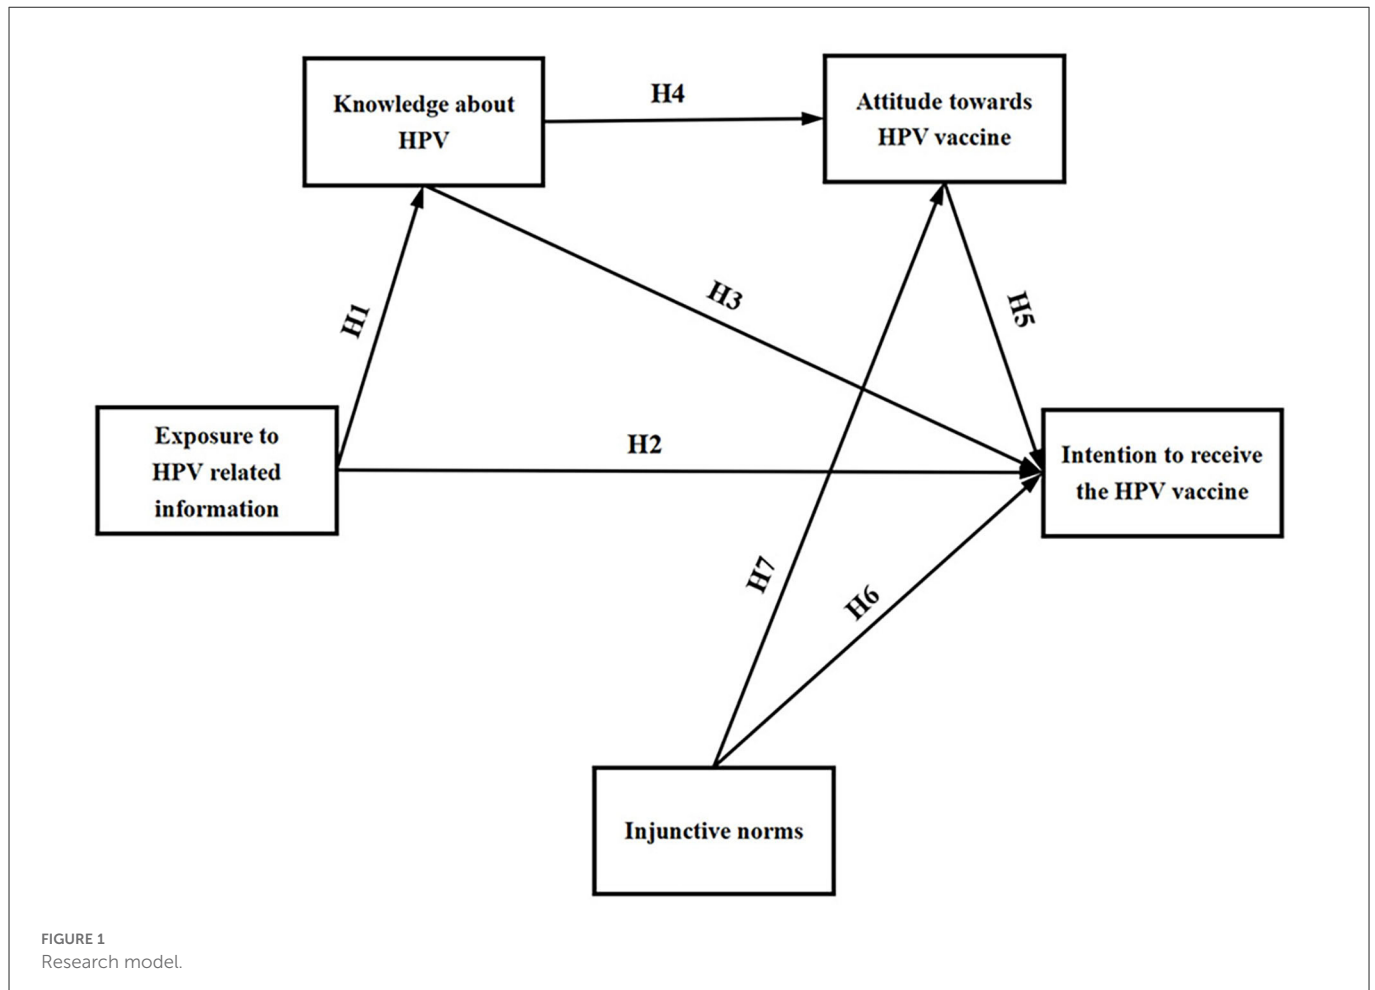 Knowledge about
HPV
H4
Attitude towards
HPV vaccine
H1
H3
H5
Exposure to
HPV related
information
H2
Intention to receive
the HPV vaccine
H7
H6
Injunctive norms
FIGURE 1
Research model.